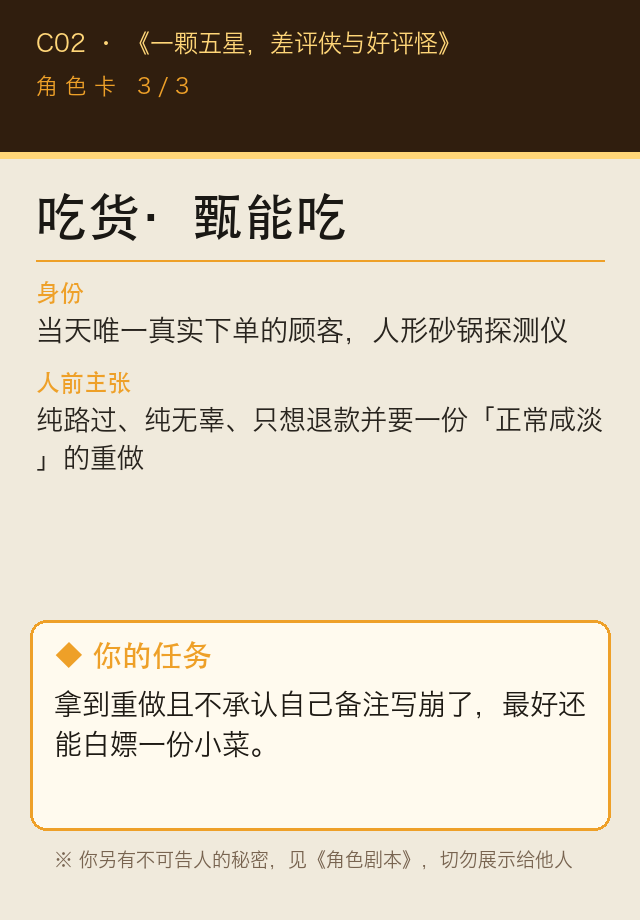 C02 · 《一颗五星，差评侠与好评怪》
角色卡 3/3
吃货· 甄能吃
身份
当天唯一真实下单的顾客，人形砂锅探测仪
人前主张
纯路过、纯无辜、只想退款并要一份「正常咸淡
」的重做
◆ 你的任务
拿到重做且不承认自己备注写崩了，最好还
能白嫖一份小菜。
※ 你另有不可告人的秘密，见《角色剧本》，切勿展示给他人